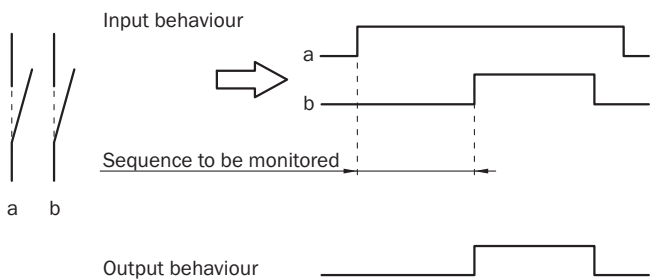 Input behaviour
a
b
Sequence to be monitored
a b
Output behaviour